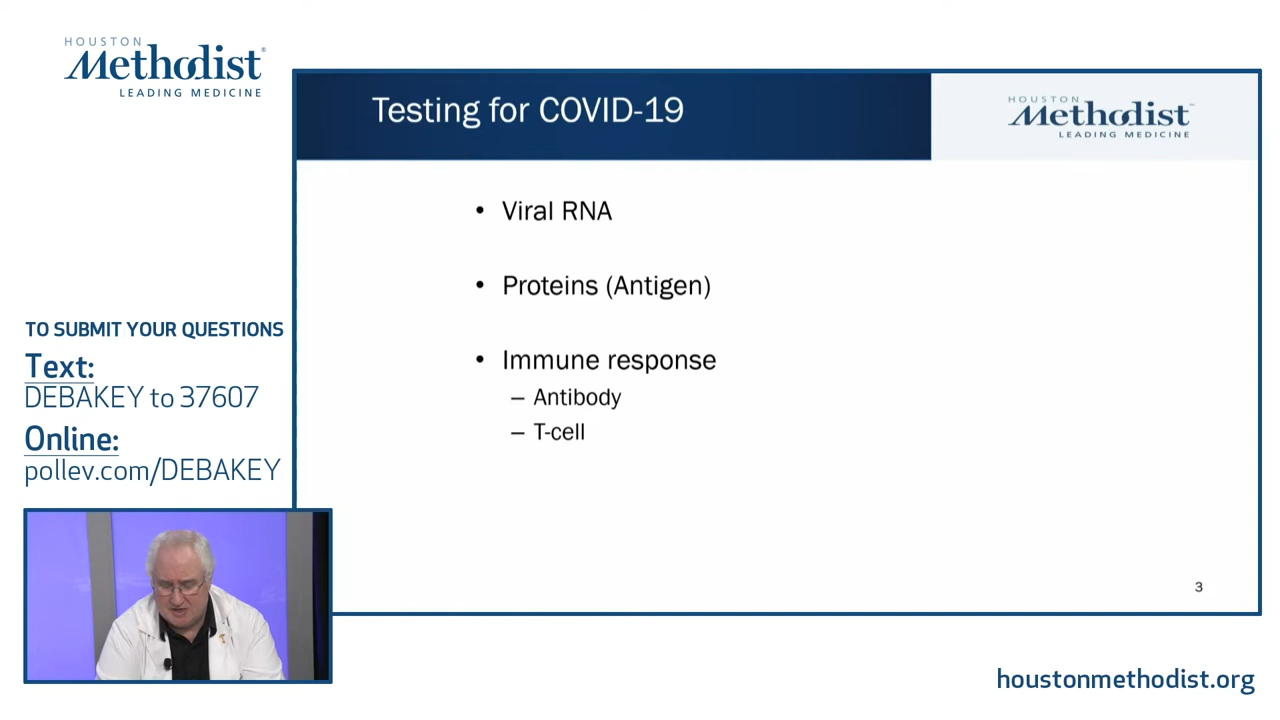 HOUSTON
Methodist
LEADING MEDICINE
Testing for COVID-19
HOUSTON
Methodist
LEADING MEDICINE
• Viral RNA
• Proteins (Antigen)
• Immune response
– Antibody
– T-cell
3
TO SUBMIT YOUR QUESTIONS
Text:
DEBAKEY to 37607
Online:
pollev.com/DEBAKEY
houstonmethodist.org